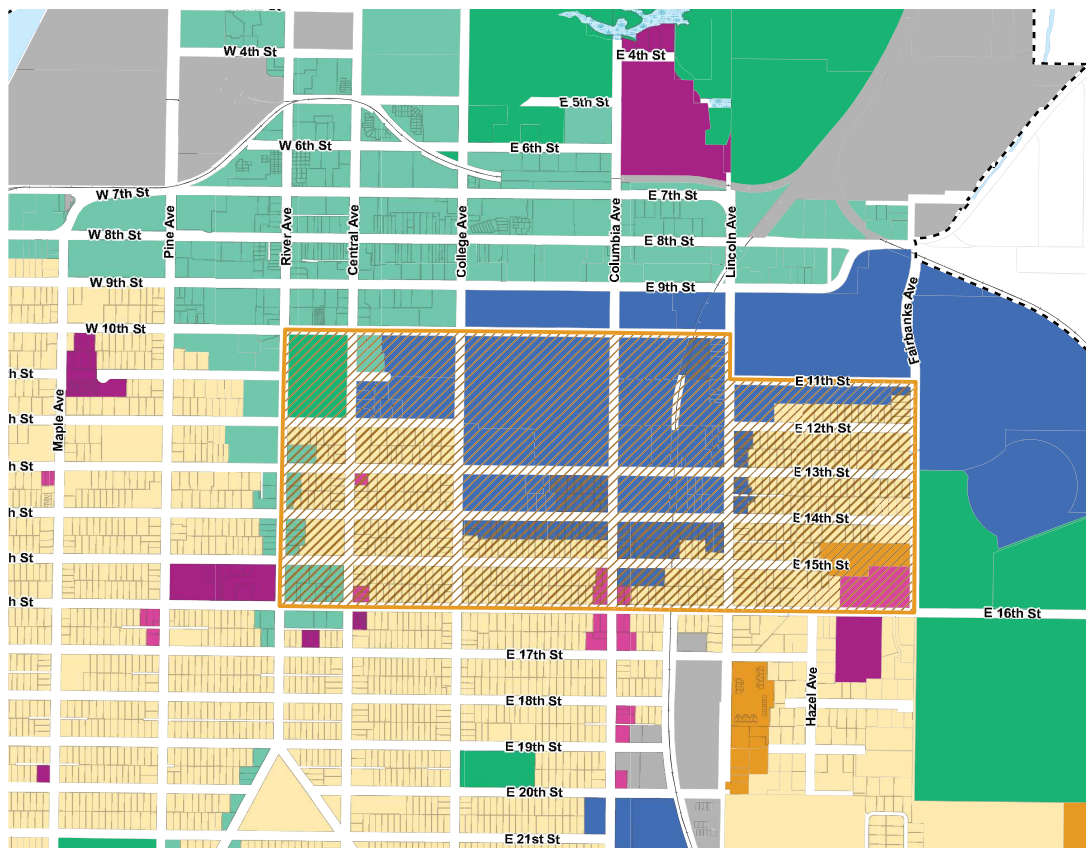 St
W 4th St
E 4th St
E 5th St
W 6th St
E 6th St
W 7th St
E 7th St
Pine Ave
River Ave
Central Ave
College Ave
Columbia Ave
Lincoln Ave
W 8th St
E 8th St
W 9th St
E 9th St
Fairbanks Ave
W 10th St
h St
E 11th St
Maple Ave
h St
E 12th St
h St
E 13th St
h St
E 14th St
h St
E 15th St
h St
E 16th St
E 17th St
Hazel Ave
E 18th St
E 19th St
E 20th St
E 21st St